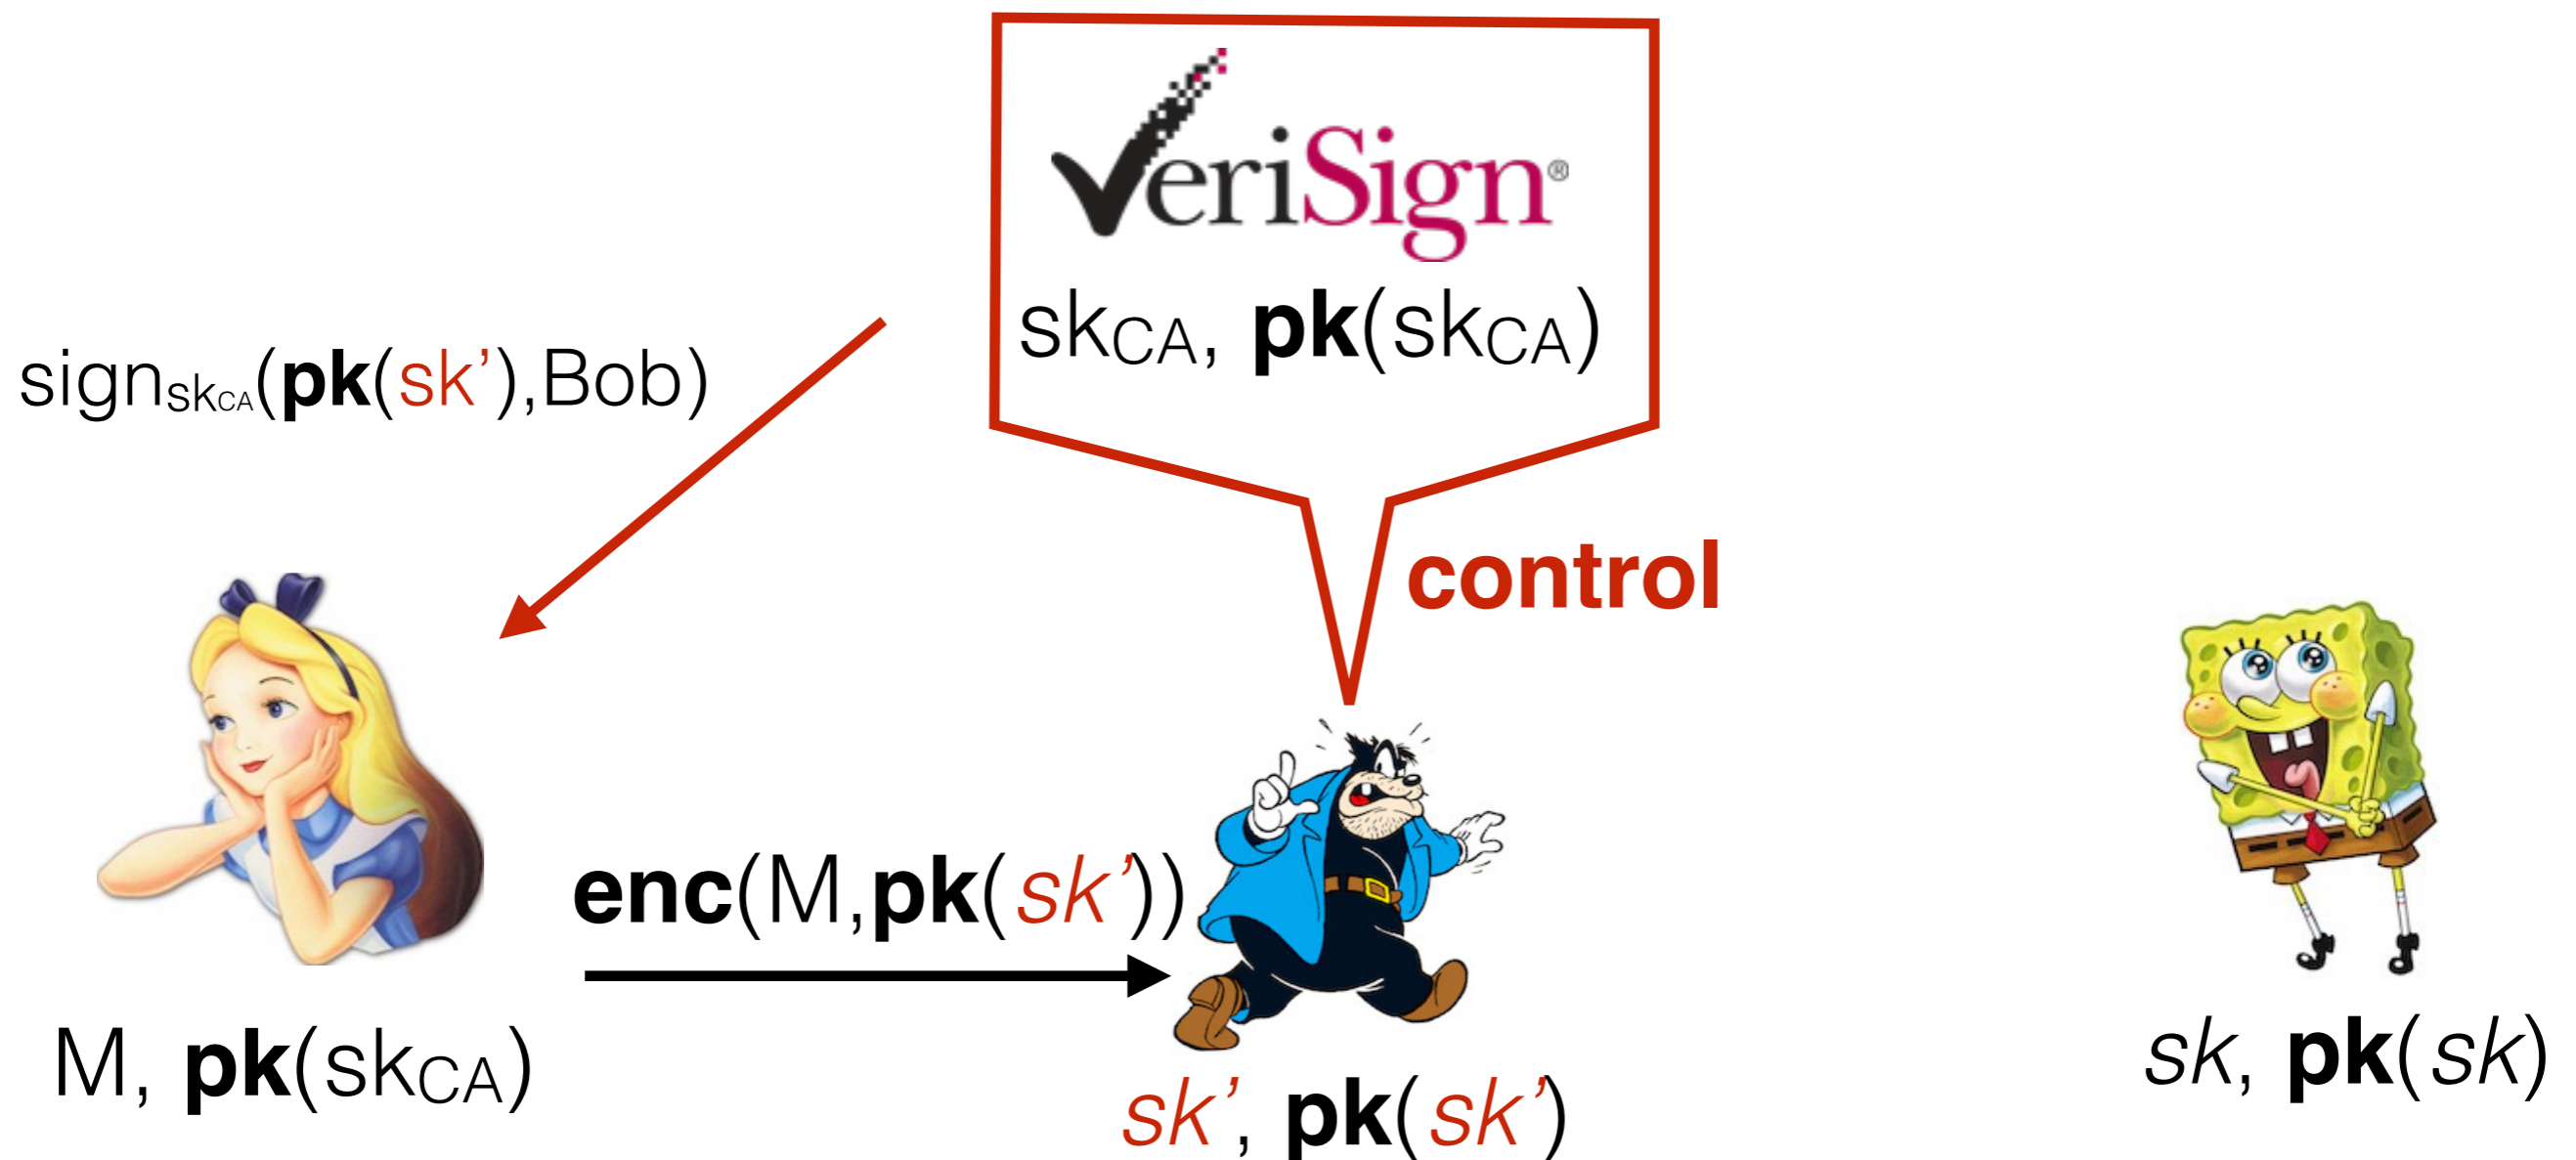 VeriSign®
skCA, pk(skCA)
signskCA(pk(sk’),Bob)
control
enc(M,pk(sk’))
M, pk(skCA)
sk’, pk(sk’)
sk, pk(sk)